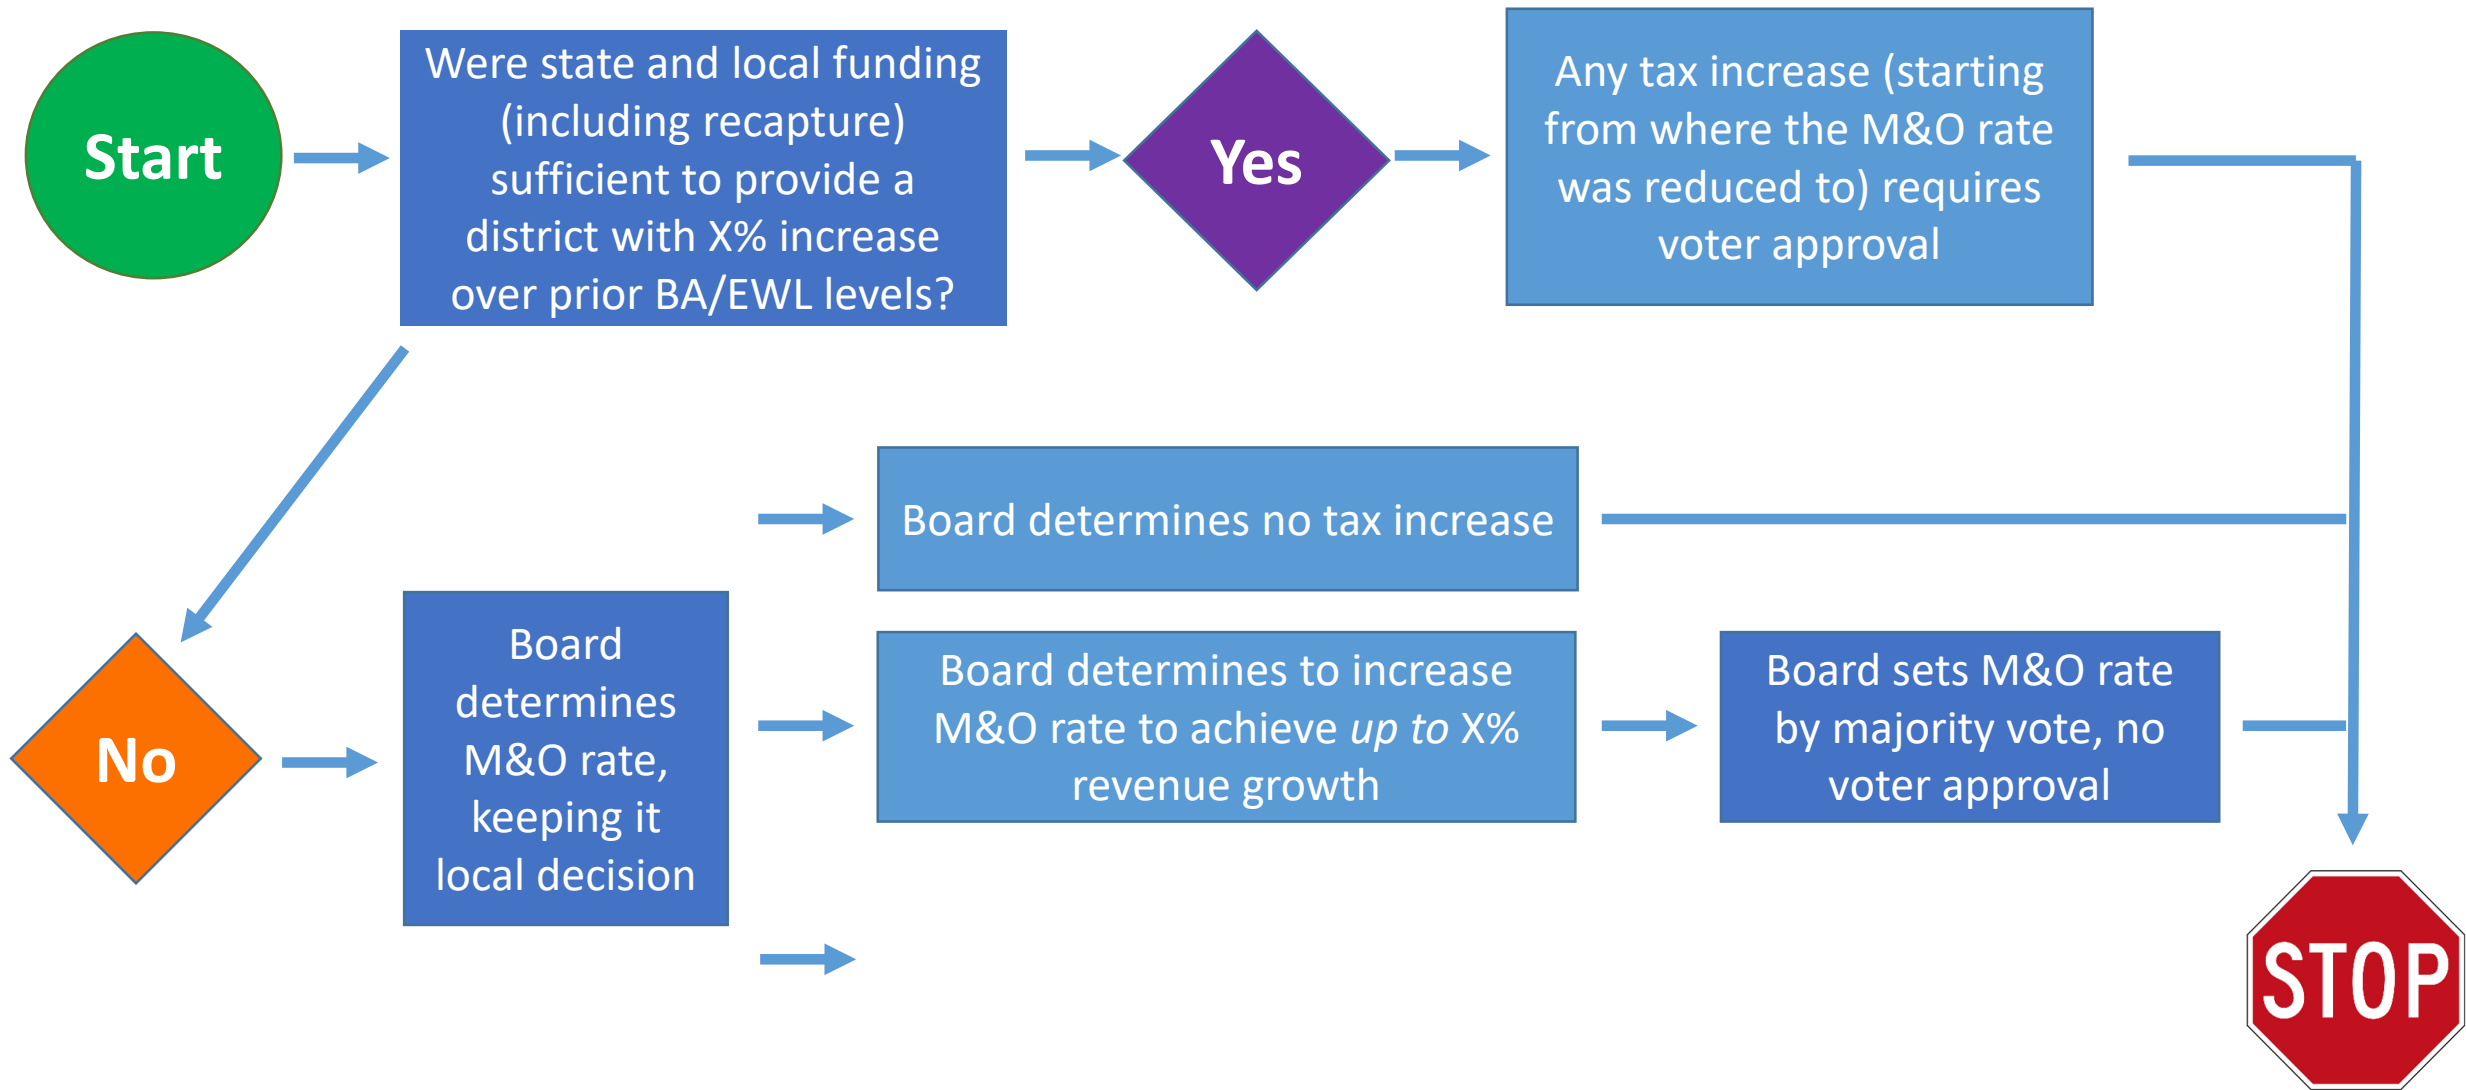 Start
Were state and local funding
(including recapture)
sufficient to provide a
district with X% increase
over prior BA/EWL levels?
Yes
Any tax increase (starting
from where the M&O rate
was reduced to) requires
voter approval
No
Board
determines
M&O rate,
keeping it
local decision
Board determines no tax increase
Board determines to increase
M&O rate to achieve up to X%
revenue growth
Board sets M&O rate
by majority vote, no
voter approval
STOP